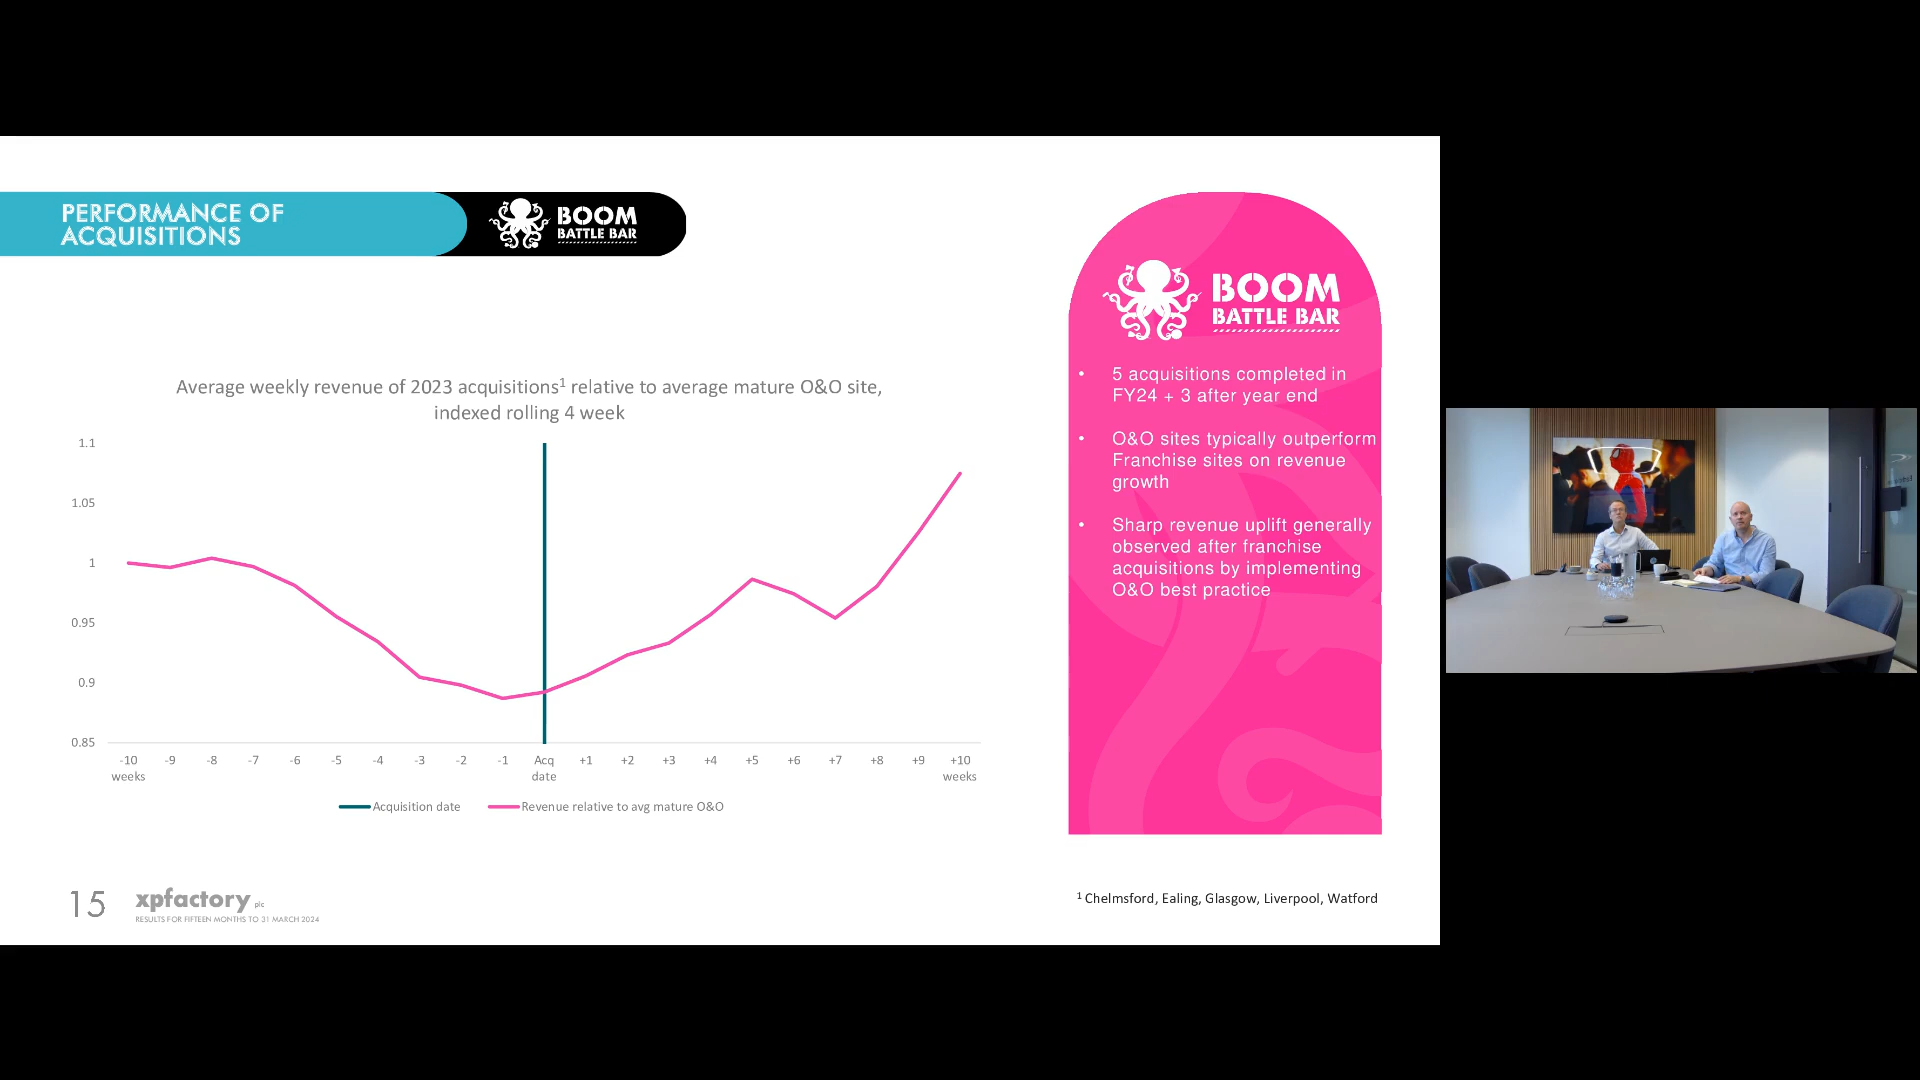 PERFORMANCE OF
ACQUISITIONS
BOOM
BATTLE BAR
Average weekly revenue of 2023 acquisitions¹ relative to average mature O&O site,
indexed rolling 4 week
1.1
1.05
1
0.95
0.9
0.85
-10 -9 -8 -7 -6 -5 -4 -3 -2 -1 Acq +1 +2 +3 +4 +5 +6 +7 +8 +9 +10
weeks date weeks
Acquisition date Revenue relative to avg mature O&O
BOOM
BATTLE BAR
• 5 acquisitions completed in
FY24 + 3 after year end
• O&O sites typically outperform
Franchise sites on revenue
growth
• Sharp revenue uplift generally
observed after franchise
acquisitions by implementing
O&O best practice
15 xpfactory plc
RESULTS FOR FIFTEEN MONTHS TO 31 MARCH 2024
¹ Chelmsford, Ealing, Glasgow, Liverpool, Watford